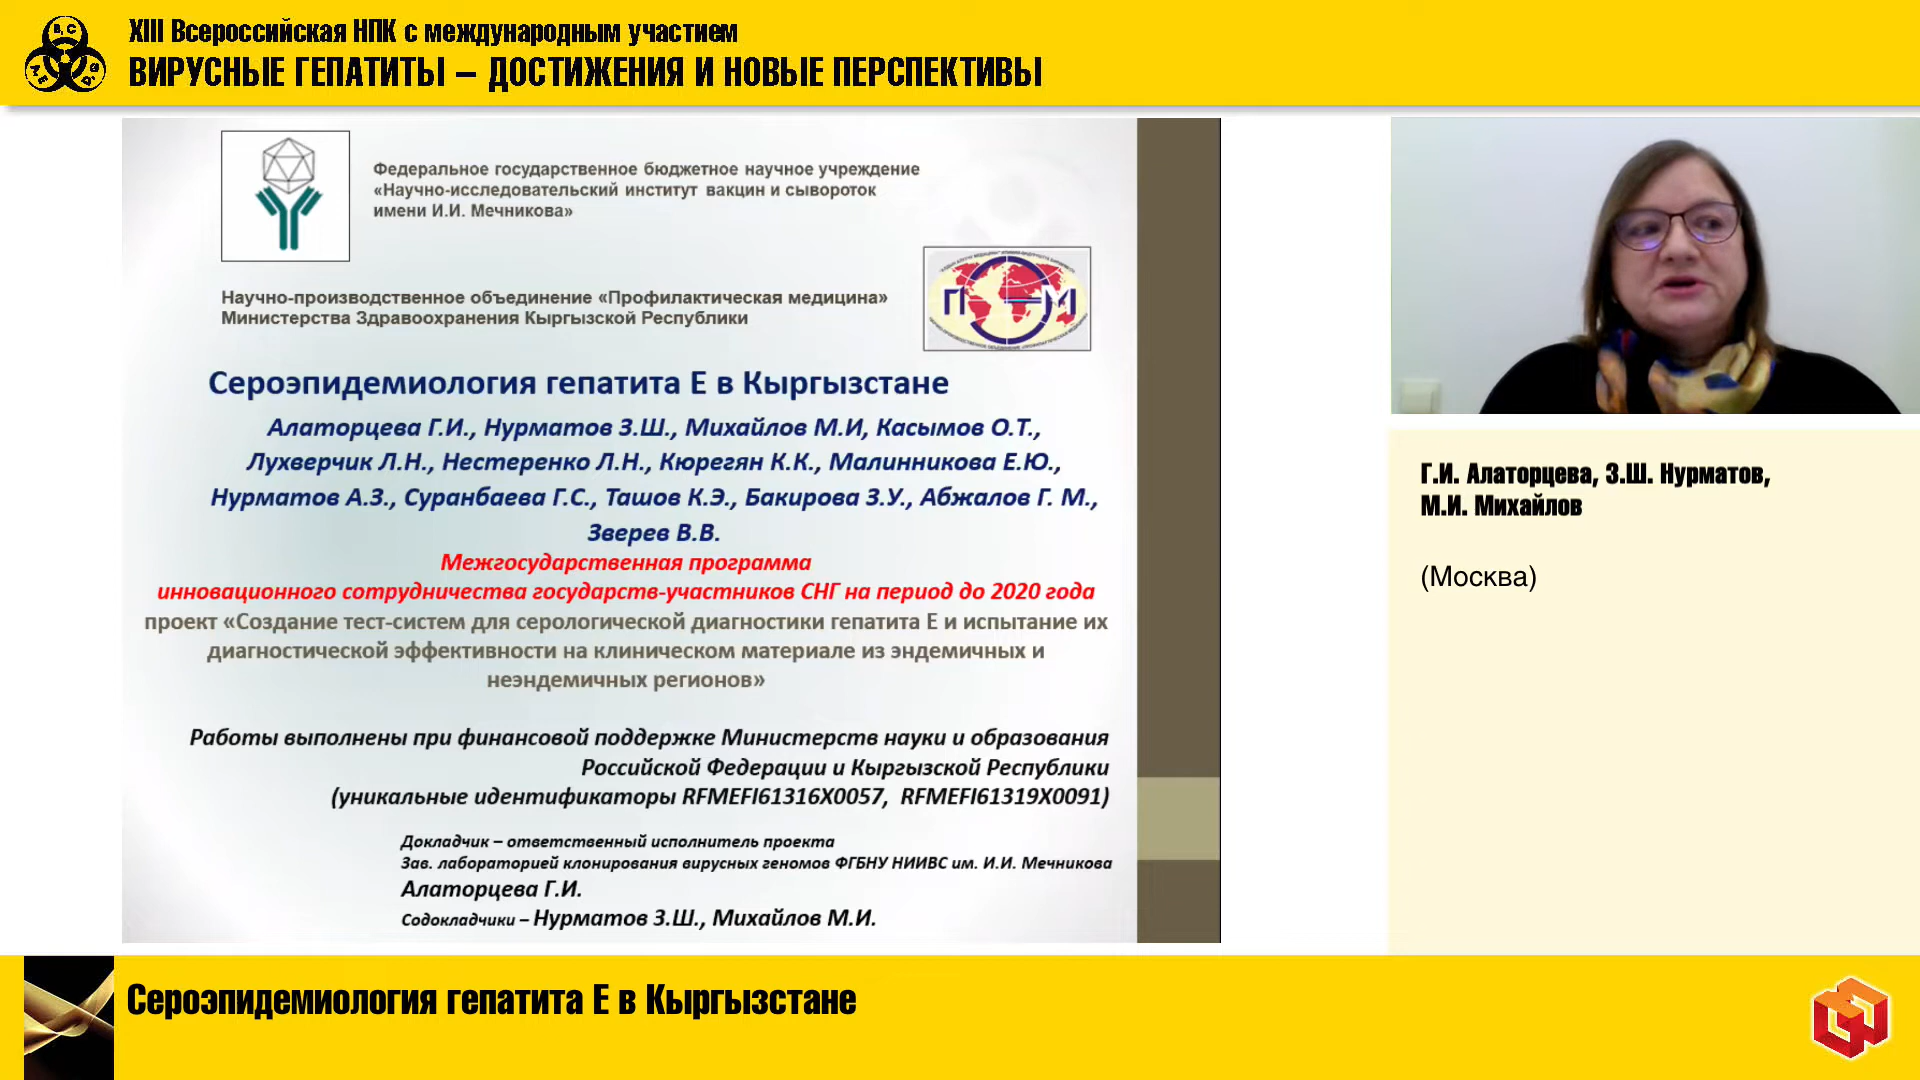 XIII Всероссийская НПК с международным участием
ВИРУСНЫЕ ГЕПАТИТЫ – ДОСТИЖЕНИЯ И НОВЫЕ ПЕРСПЕКТИВЫ
B, C
Федеральное государственное бюджетное научное учреждение
«Научно-исследовательский институт вакцин и сывороток
имени И.И. Мечникова»
Научно-производственное объединение «Профилактическая медицина»
Министерства Здравоохранения Кыргызской Республики
П М
Сероэпидемиология гепатита Е в Кыргызстане
Алаторцева Г.И., Нурматов З.Ш., Михайлов М.И, Касымов О.Т.,
Лухверчик Л.Н., Нестеренко Л.Н., Кюрегян К.К., Малинникова Е.Ю.,
Нурматов А.З., Суранбаева Г.С., Ташов К.Э., Бакирова З.У., Абжалов Г. М.,
Зверев В.В.
Межгосударственная программа
инновационного сотрудничества государств-участников СНГ на период до 2020 года
проект «Создание тест-систем для серологической диагностики гепатита Е и испытание их
диагностической эффективности на клиническом материале из эндемичных и
неэндемичных регионов»
Работы выполнены при финансовой поддержке Министерств науки и образования
Российской Федерации и Кыргызской Республики
(уникальные идентификаторы RFMEFI61316X0057, RFMEFI61319X0091)
Докладчик – ответственный исполнитель проекта
Зав. лабораторией клонирования вирусных геномов ФГБНУ НИИВС им. И.И. Мечникова
Алаторцева Г.И.
Содокладчики – Нурматов З.Ш., Михайлов М.И.
Г.И. Алаторцева, З.Ш. Нурматов,
М.И. Михайлов
(Москва)
Сероэпидемиология гепатита Е в Кыргызстане